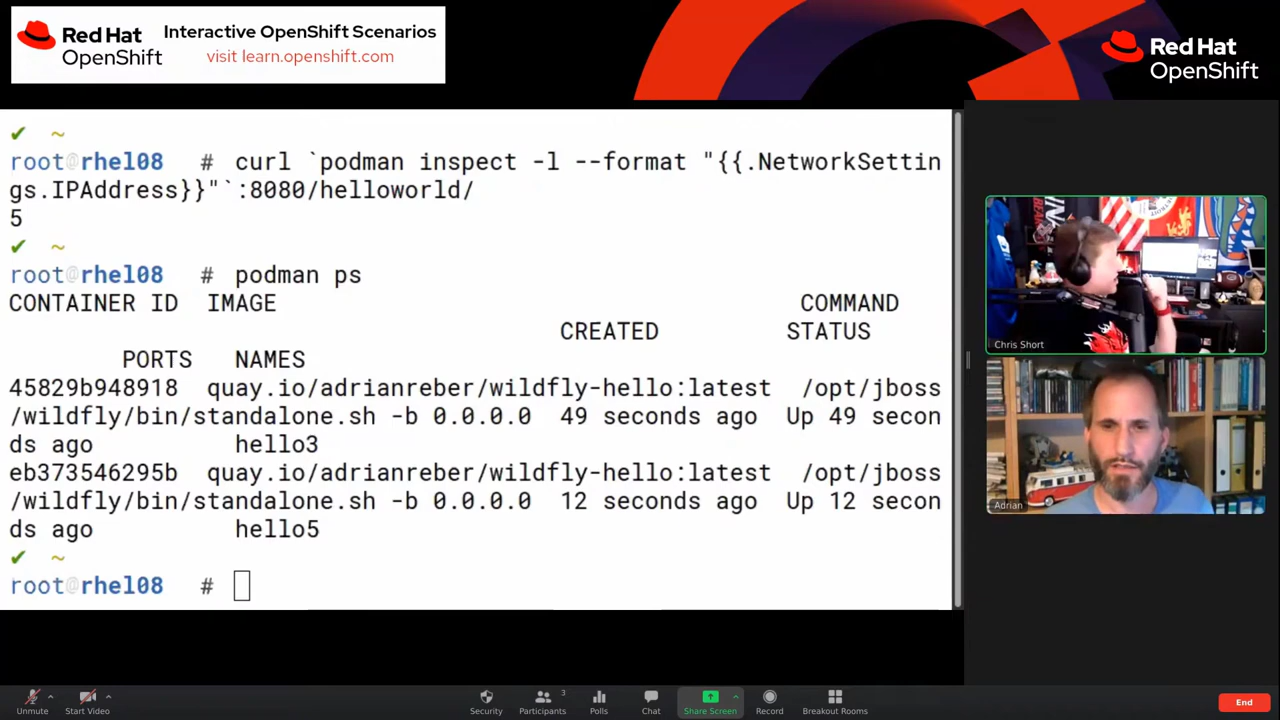 Red Hat
OpenShift
Interactive OpenShift Scenarios
visit learn.openshift.com
Red Hat
OpenShift
✔ ~
root@rhel08 # curl `podman inspect -l --format "{{.NetworkSettin
gs.IPAddress}}"`:8080/helloworld/
5
✔ ~
root@rhel08 # podman ps
CONTAINER ID IMAGE COMMAND
CREATED STATUS
PORTS NAMES
45829b948918 quay.io/adrianreber/wildfly-hello:latest /opt/jboss
/wildfly/bin/standalone.sh -b 0.0.0.0 49 seconds ago Up 49 secon
ds ago hello3
eb373546295b quay.io/adrianreber/wildfly-hello:latest /opt/jboss
/wildfly/bin/standalone.sh -b 0.0.0.0 12 seconds ago Up 12 secon
ds ago hello5
✔ ~
root@rhel08 #
Chris Short
Adrian
Unmute
Start Video
Security
Participants 3
Polls
Chat
Share Screen
Record
Breakout Rooms
End